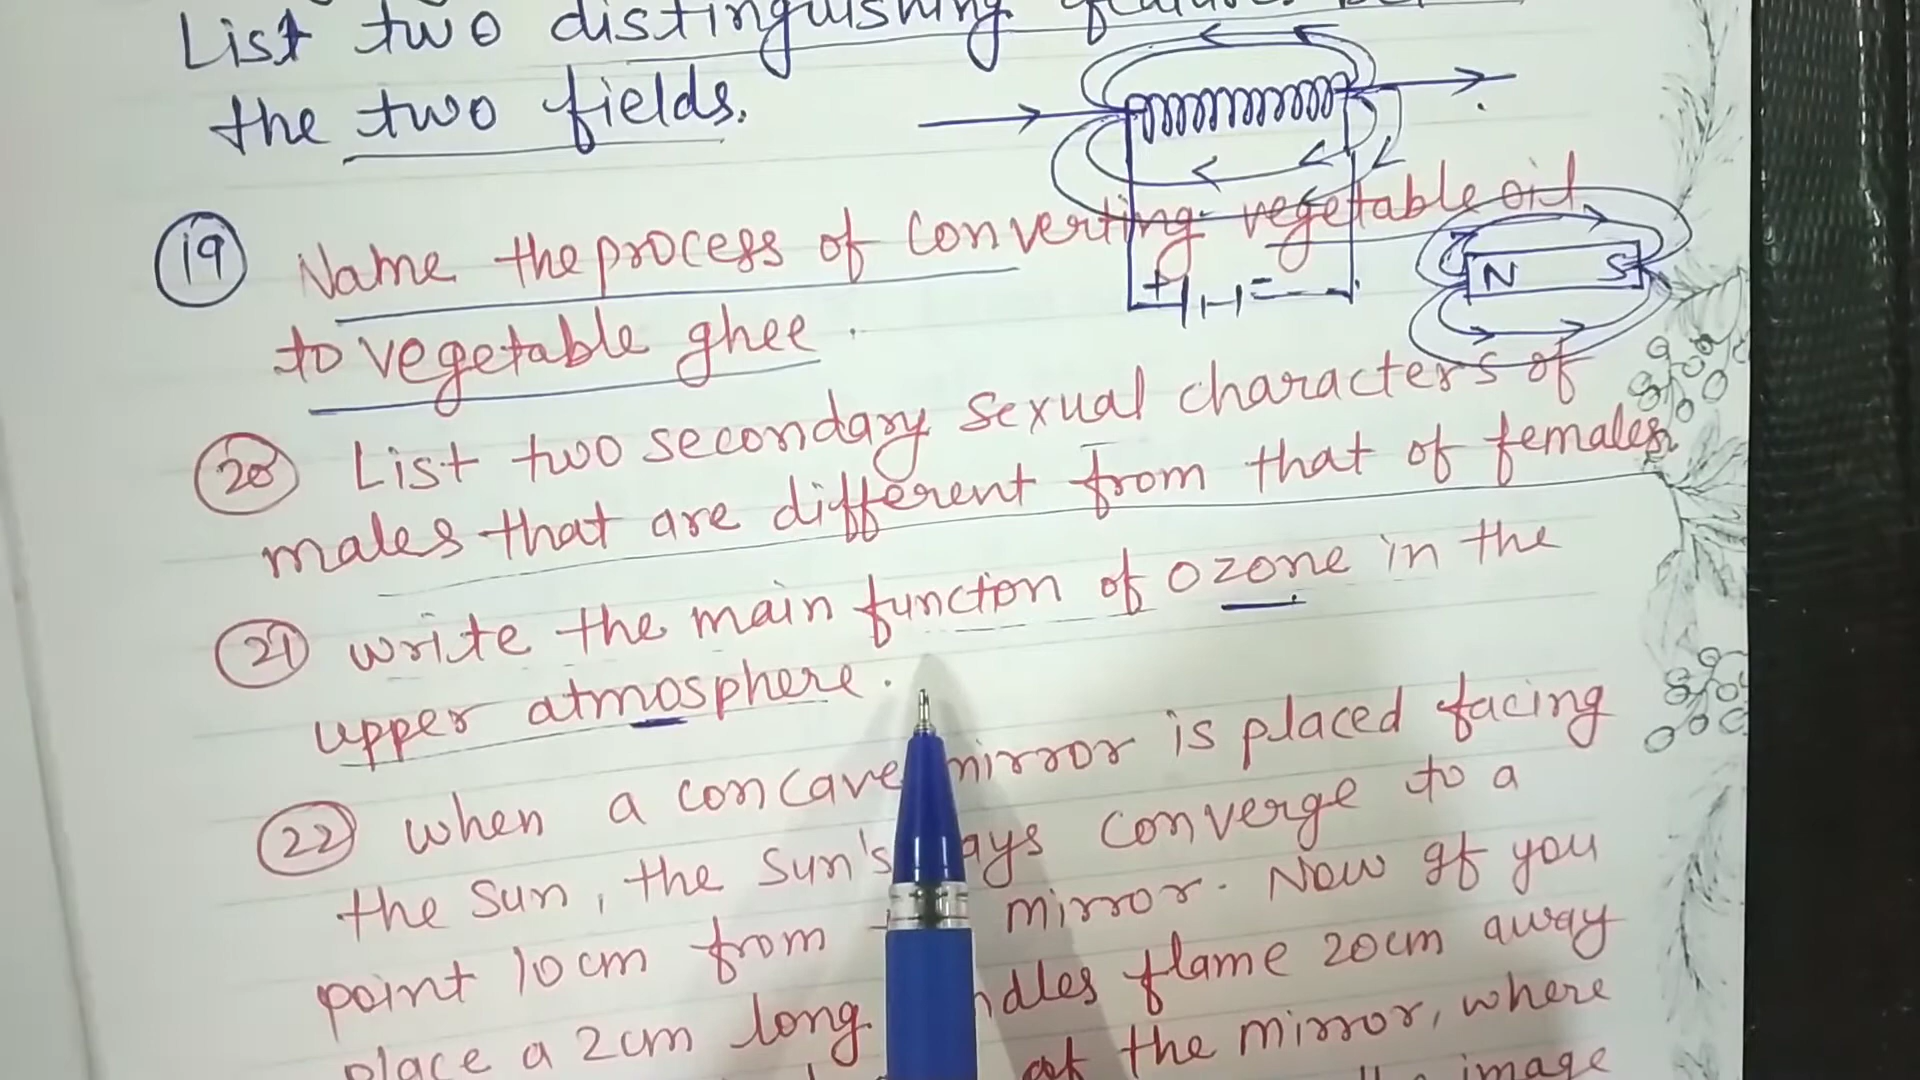 List two distinguishing
the two fields.
19 Name the process of converting vegetable oil
to vegetable ghee.
N S
20 List two secondary sexual characters of
males that are different from that of females.
21 write the main function of ozone in the
upper atmosphere.
22 when a concave mirror is placed facing
the sun, the sun's rays converge to a
point 10cm from mirror. Now if you
place a 2cm long flame 20cm away
at the mirror, where
image